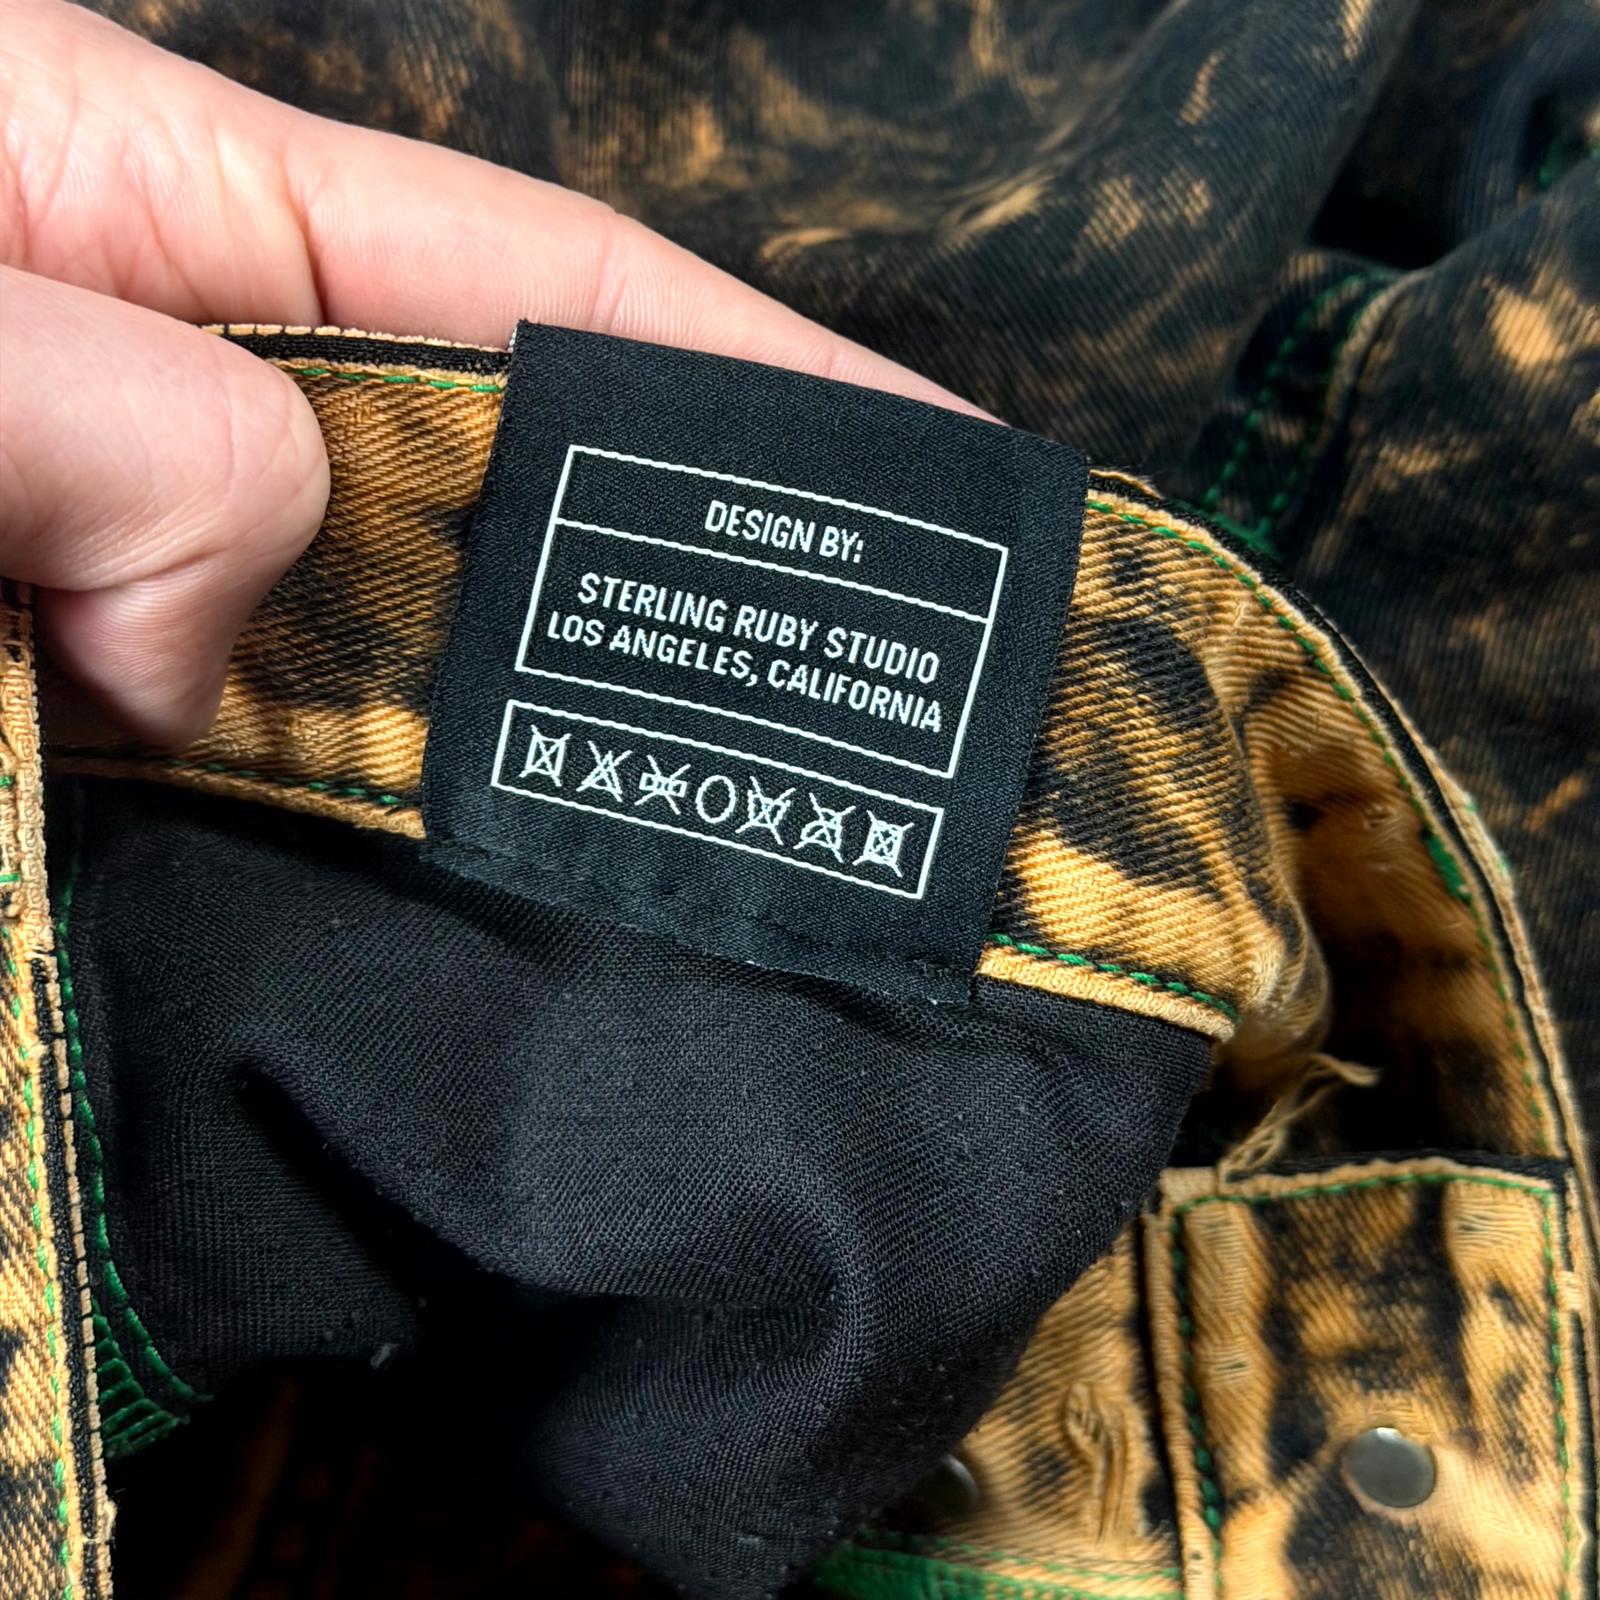 DESIGN BY:
STERLING RUBY STUDIO
LOS ANGELES, CALIFORNIA